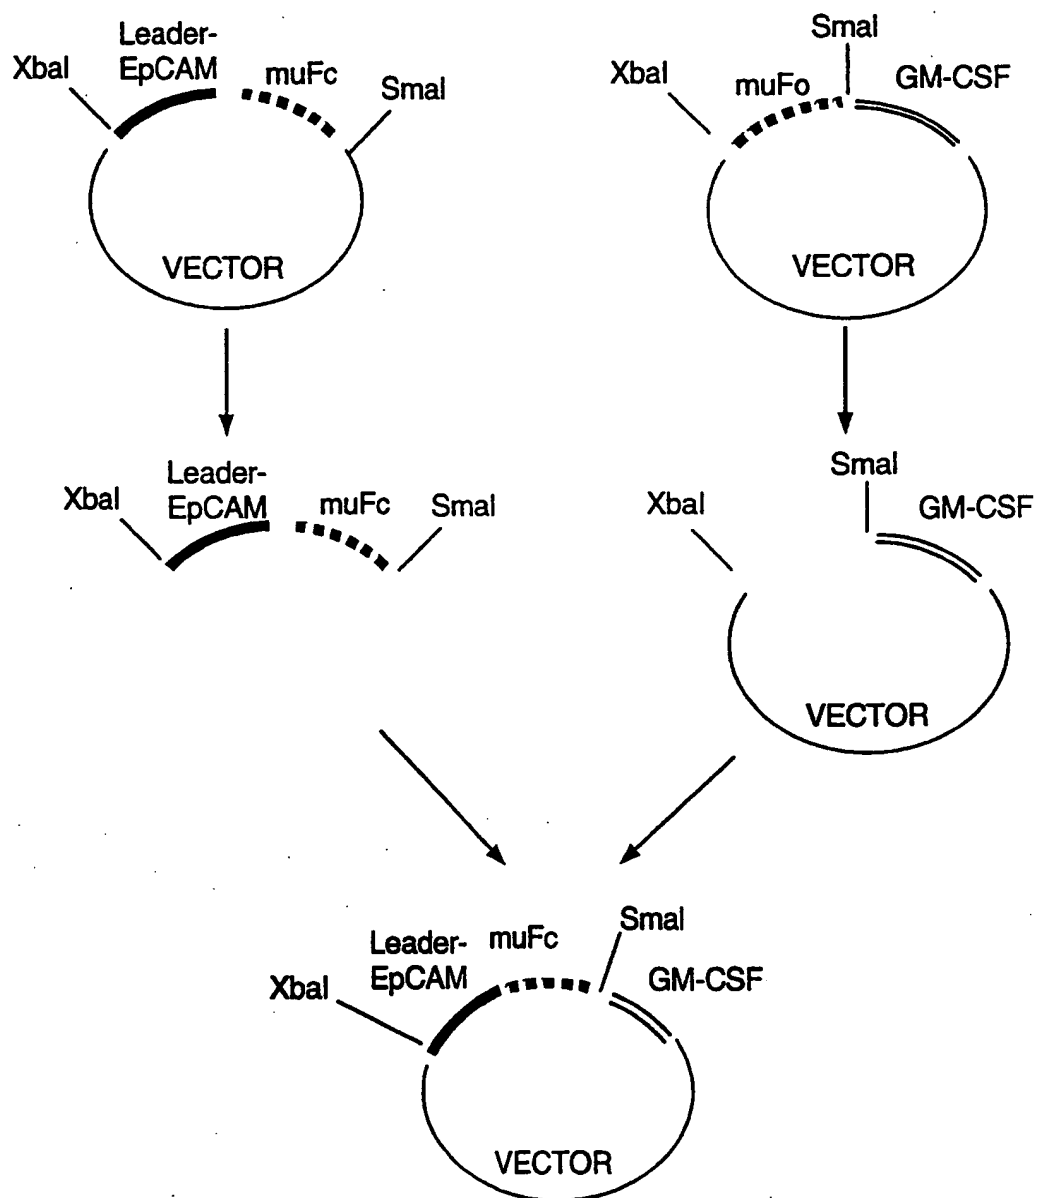 Leader-
EpCAM
XbaI
muFc
SmaI
VECTOR
SmaI
XbaI
muFo
GM-CSF
VECTOR
Leader-
EpCAM
XbaI
muFc
SmaI
SmaI
XbaI
GM-CSF
VECTOR
Leader-
EpCAM
muFc
SmaI
XbaI
GM-CSF
VECTOR